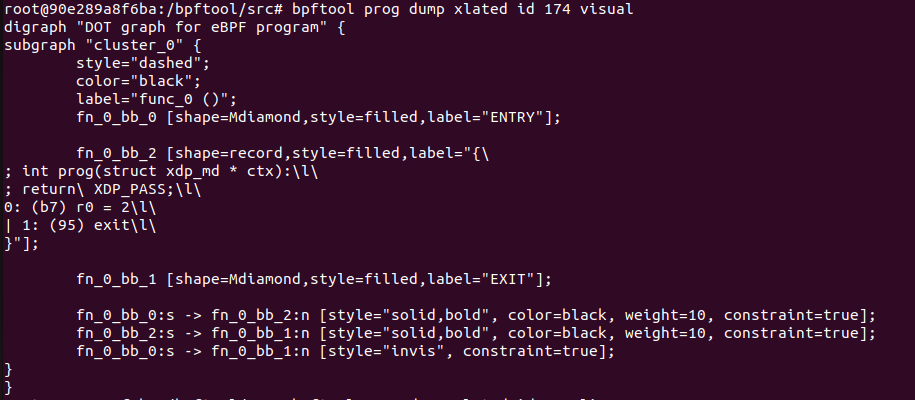 root@90e289a8f6ba:/bpftool/src# bpftool prog dump xlated id 174 visual
digraph "DOT graph for eBPF program" {
subgraph "cluster_0" {
        style="dashed";
        color="black";
        label="func_0 ()";
        fn_0_bb_0 [shape=Mdiamond,style=filled,label="ENTRY"];

        fn_0_bb_2 [shape=record,style=filled,label="{\
; int prog(struct xdp_md * ctx):\l\
; return\ XDP_PASS;\l\
0: (b7) r0 = 2\l\
| 1: (95) exit\l\
}"];

        fn_0_bb_1 [shape=Mdiamond,style=filled,label="EXIT"];

        fn_0_bb_0:s -> fn_0_bb_2:n [style="solid,bold", color=black, weight=10, constraint=true];
        fn_0_bb_2:s -> fn_0_bb_1:n [style="solid,bold", color=black, weight=10, constraint=true];
        fn_0_bb_0:s -> fn_0_bb_1:n [style="invis", constraint=true];
}
}